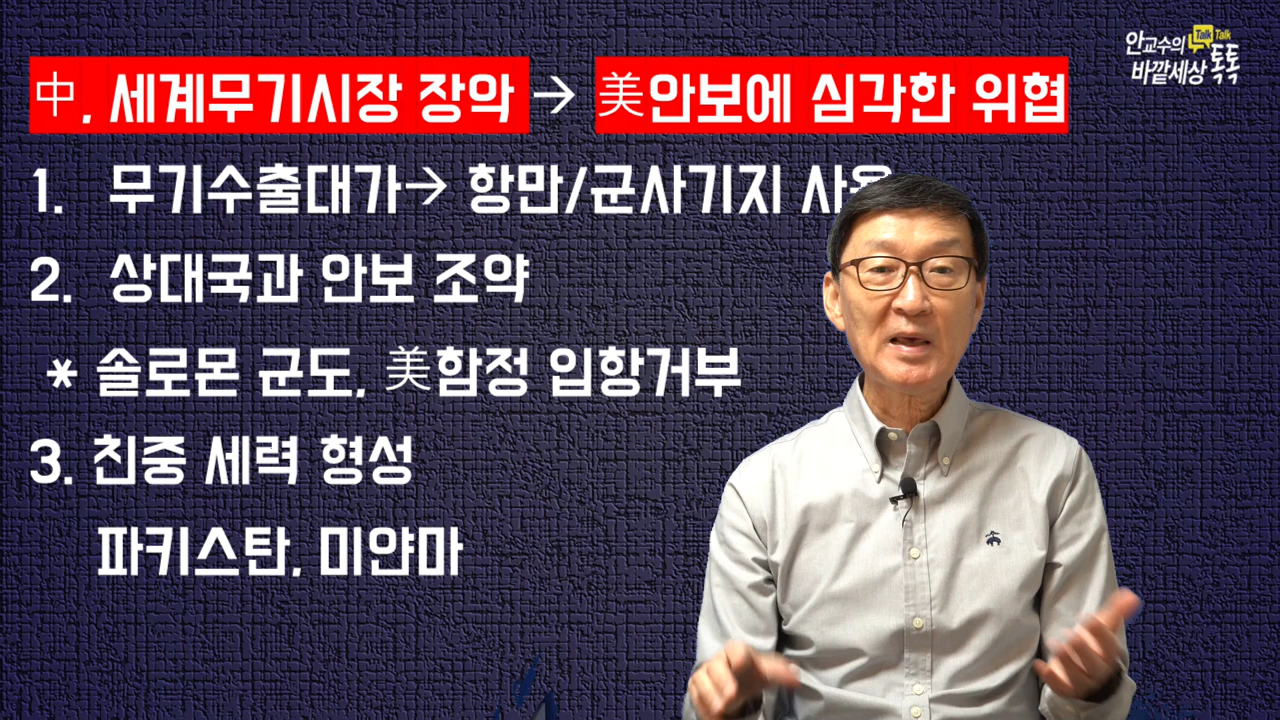 안교수의 Talk Talk
바깥세상 톡톡
中, 세계무기시장 장악 → 美안보에 심각한 위협
1. 무기수출대가→ 항만/군사기지
2. 상대국과 안보 조약
* 솔로몬 군도, 美함정 입항거부
3. 친중 세력 형성
파키스탄, 미얀마